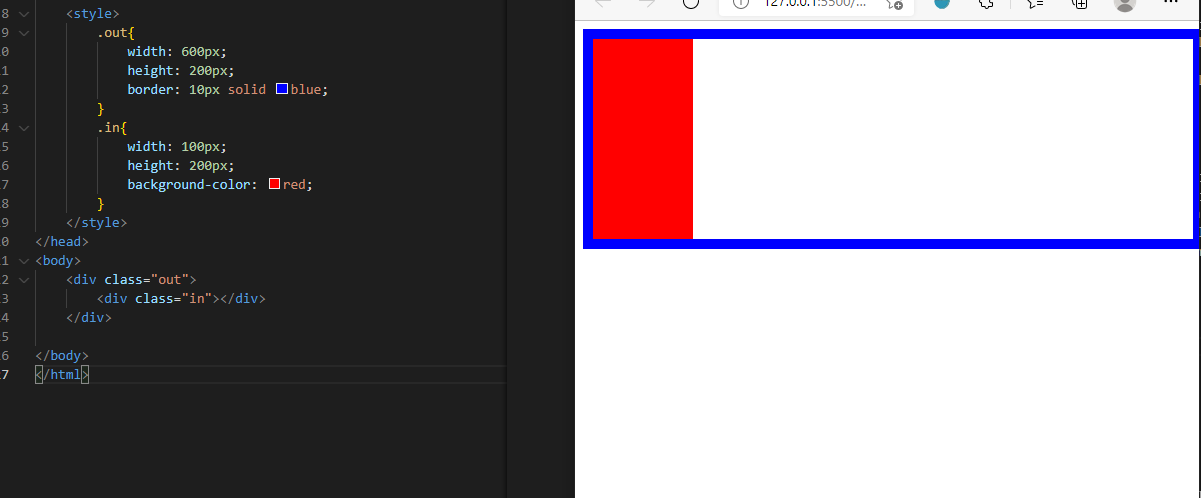 8 <style>
9 .out{
0 width: 600px;
1 height: 200px;
2 border: 10px solid blue;
3 }
4 .in{
5 width: 100px;
6 height: 200px;
7 background-color: red;
8 }
9 </style>
0 </head>
1 <body>
2 <div class="out">
3 <div class="in"></div>
4 </div>
5
6 </body>
7 </html>
127.0.0.1:5500/...